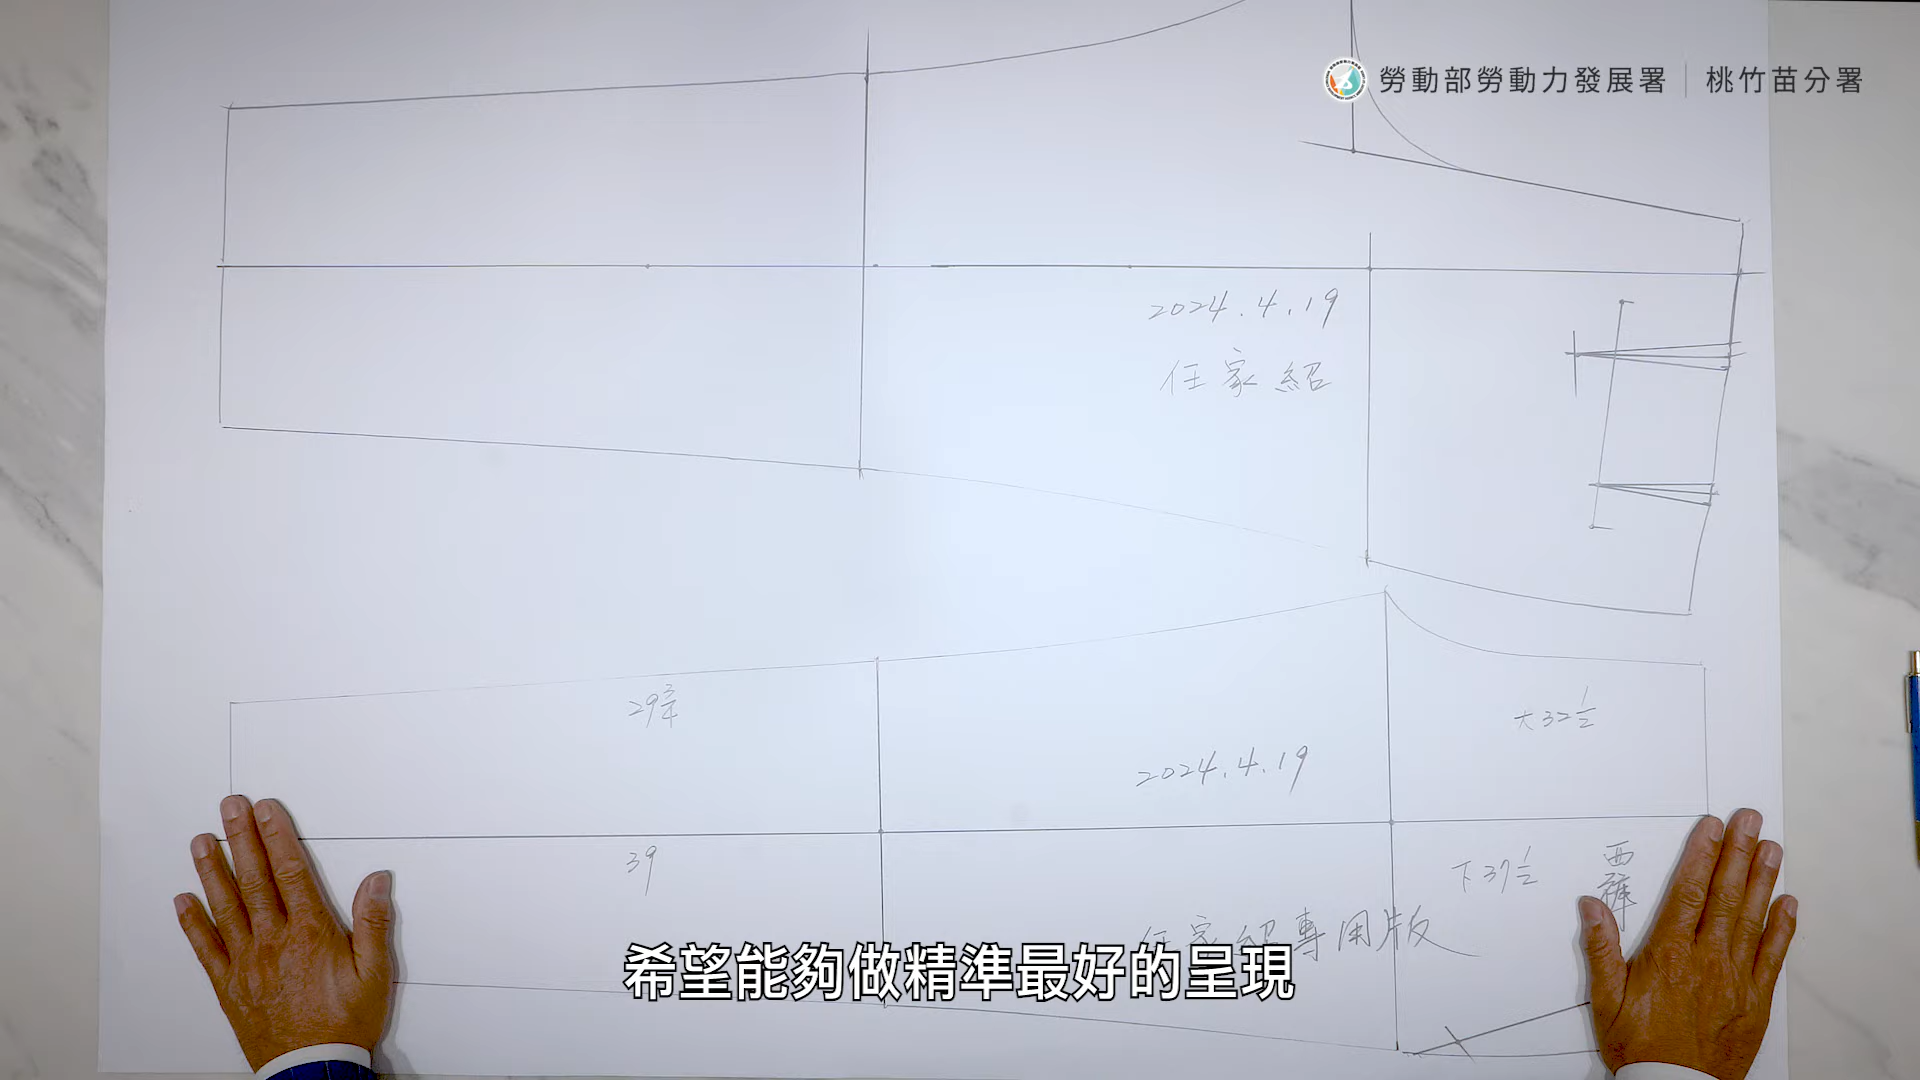 勞動部勞動力發展署 桃竹苗分署
2024.4.19
任家紹
29 3/4
大32 1/2
2024.4.19
39
下37 1/2
西褲
任家紹專用版
希望能夠做精準最好的呈現